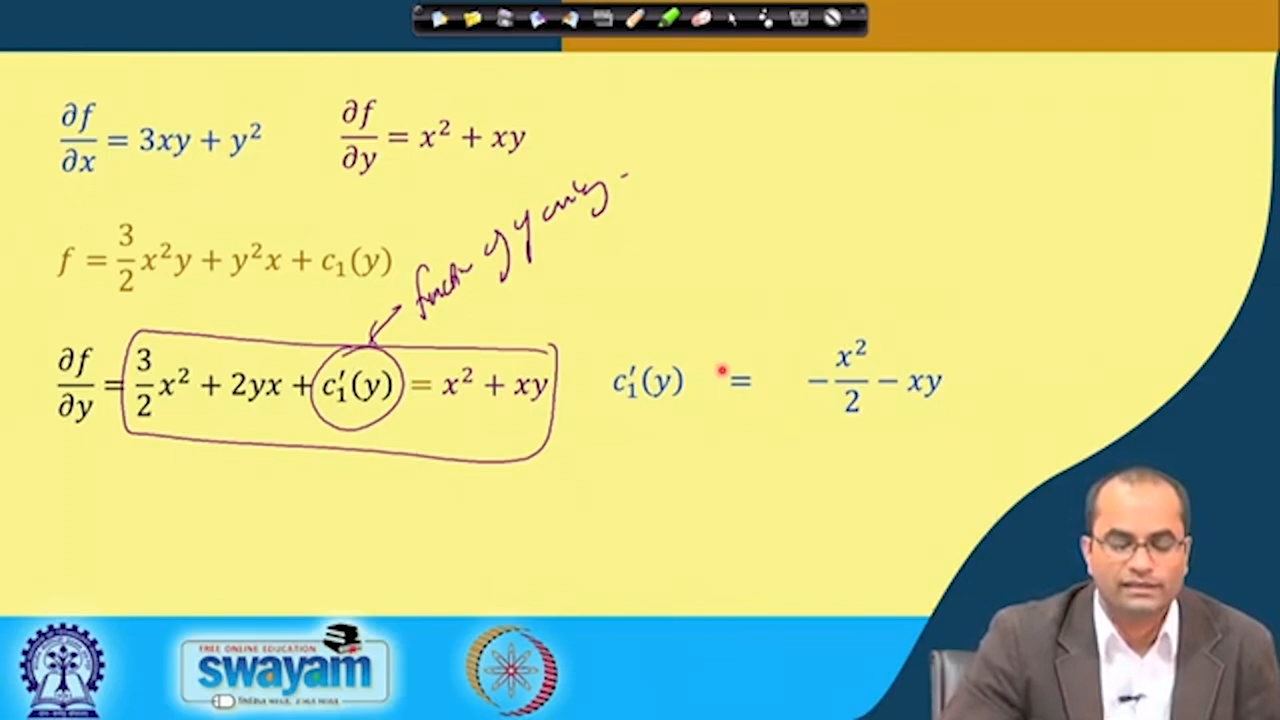 ∂f/∂x = 3xy + y² ∂f/∂y = x² + xy
f = 3/2 x²y + y²x + c₁(y)
functn of y only
∂f/∂y = 3/2 x² + 2yx + c₁′(y) = x² + xy c₁′(y) = −x²/2 − xy
FREE ONLINE EDUCATION
swayam